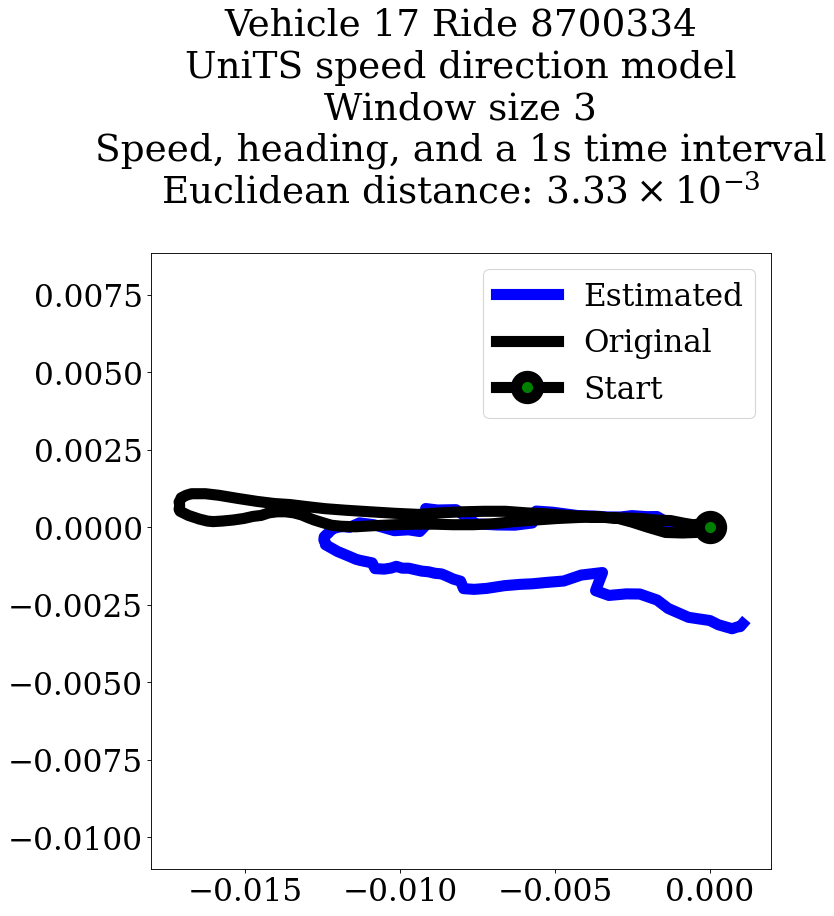 Vehicle 17 Ride 8700334
UniTS speed direction model
Window size 3
Speed, heading, and a 1s time interval
Euclidean distance: 3.33 × 10⁻³
Estimated
Original
Start
0.0075
0.0050
0.0025
0.0000
−0.0025
−0.0050
−0.0075
−0.0100
−0.015 −0.010 −0.005 0.000